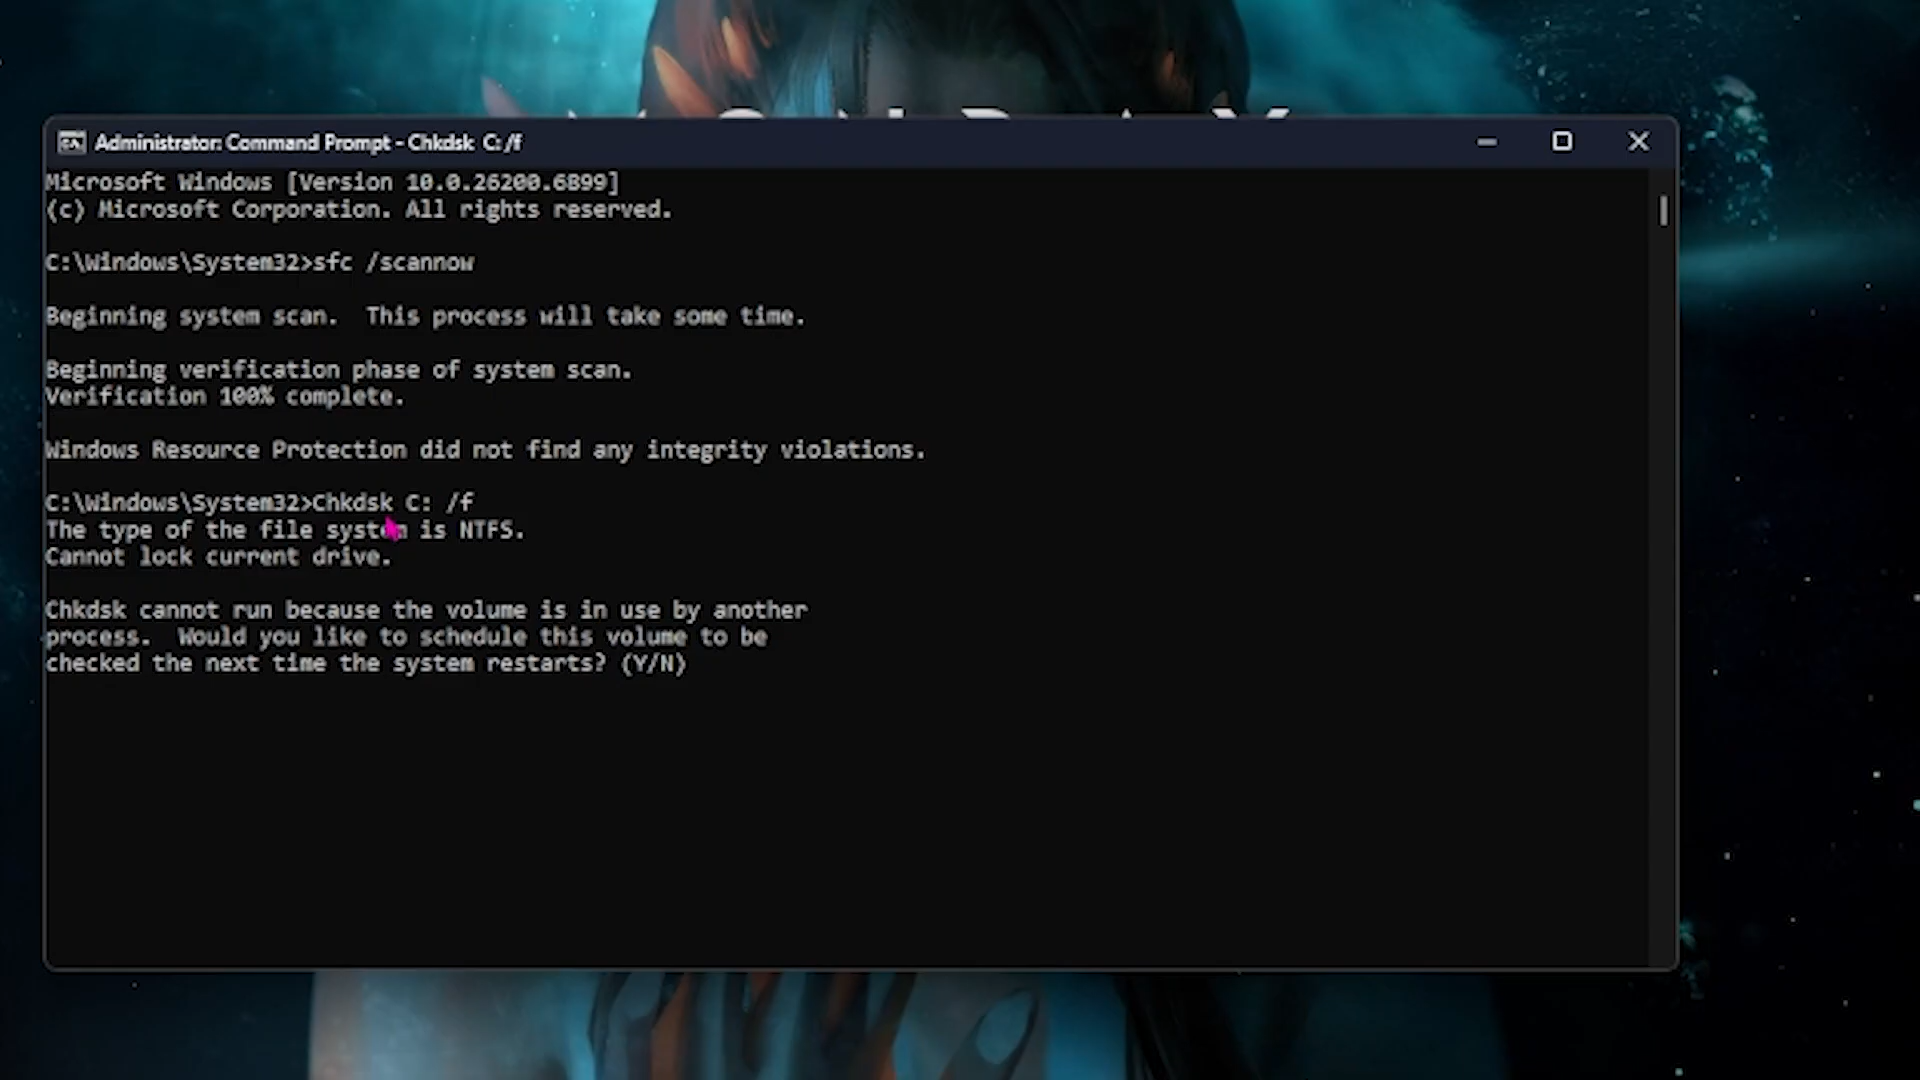 Administrator: Command Prompt - Chkdsk C: /f
Microsoft Windows [Version 10.0.26200.6899]
(c) Microsoft Corporation. All rights reserved.
C:\Windows\System32>sfc /scannow
Beginning system scan.  This process will take some time.
Beginning verification phase of system scan.
Verification 100% complete.
Windows Resource Protection did not find any integrity violations.
C:\Windows\System32>Chkdsk C: /f
The type of the file system is NTFS.
Cannot lock current drive.
Chkdsk cannot run because the volume is in use by another
process.  Would you like to schedule this volume to be
checked the next time the system restarts? (Y/N)